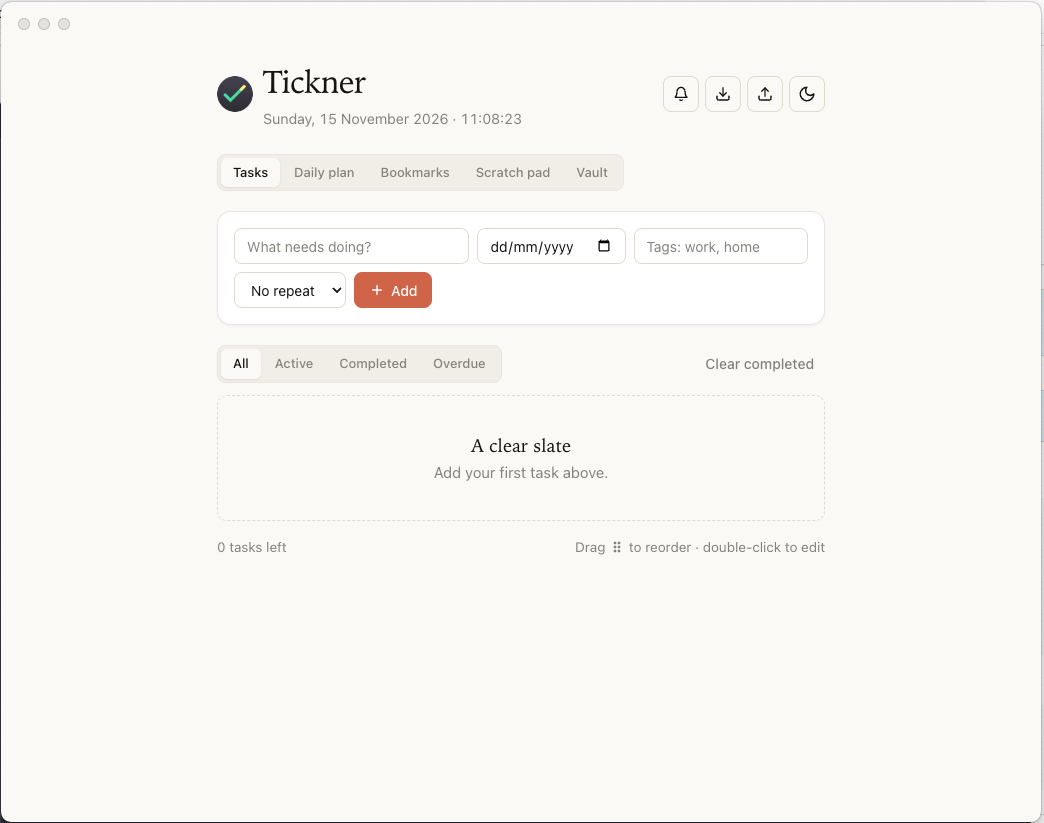 Tickner
Sunday, 15 November 2026 · 11:08:23
Tasks Daily plan Bookmarks Scratch pad Vault
What needs doing? dd/mm/yyyy Tags: work, home
No repeat + Add
All Active Completed Overdue Clear completed
A clear slate
Add your first task above.
0 tasks left Drag ⠿ to reorder · double-click to edit